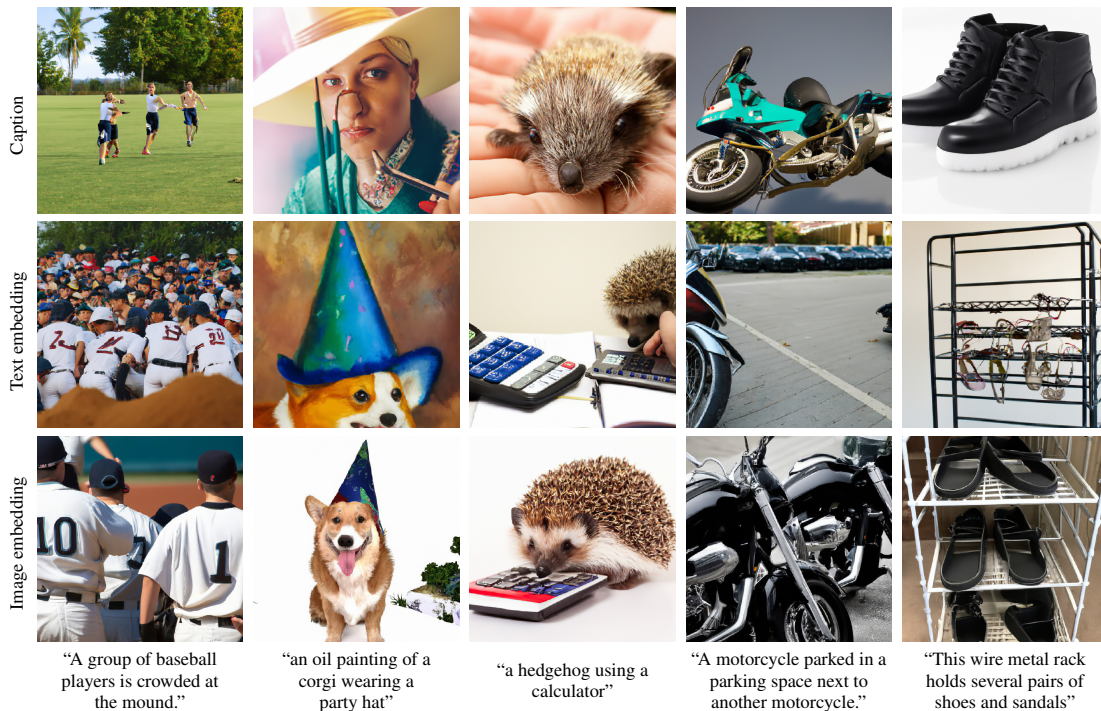 Caption
Text embedding
Image embedding
10
1
“A group of baseball
players is crowded at
the mound.”
“an oil painting of a
corgi wearing a
party hat”
“a hedgehog using a
calculator”
“A motorcycle parked in a
parking space next to
another motorcycle.”
“This wire metal rack
holds several pairs of
shoes and sandals”